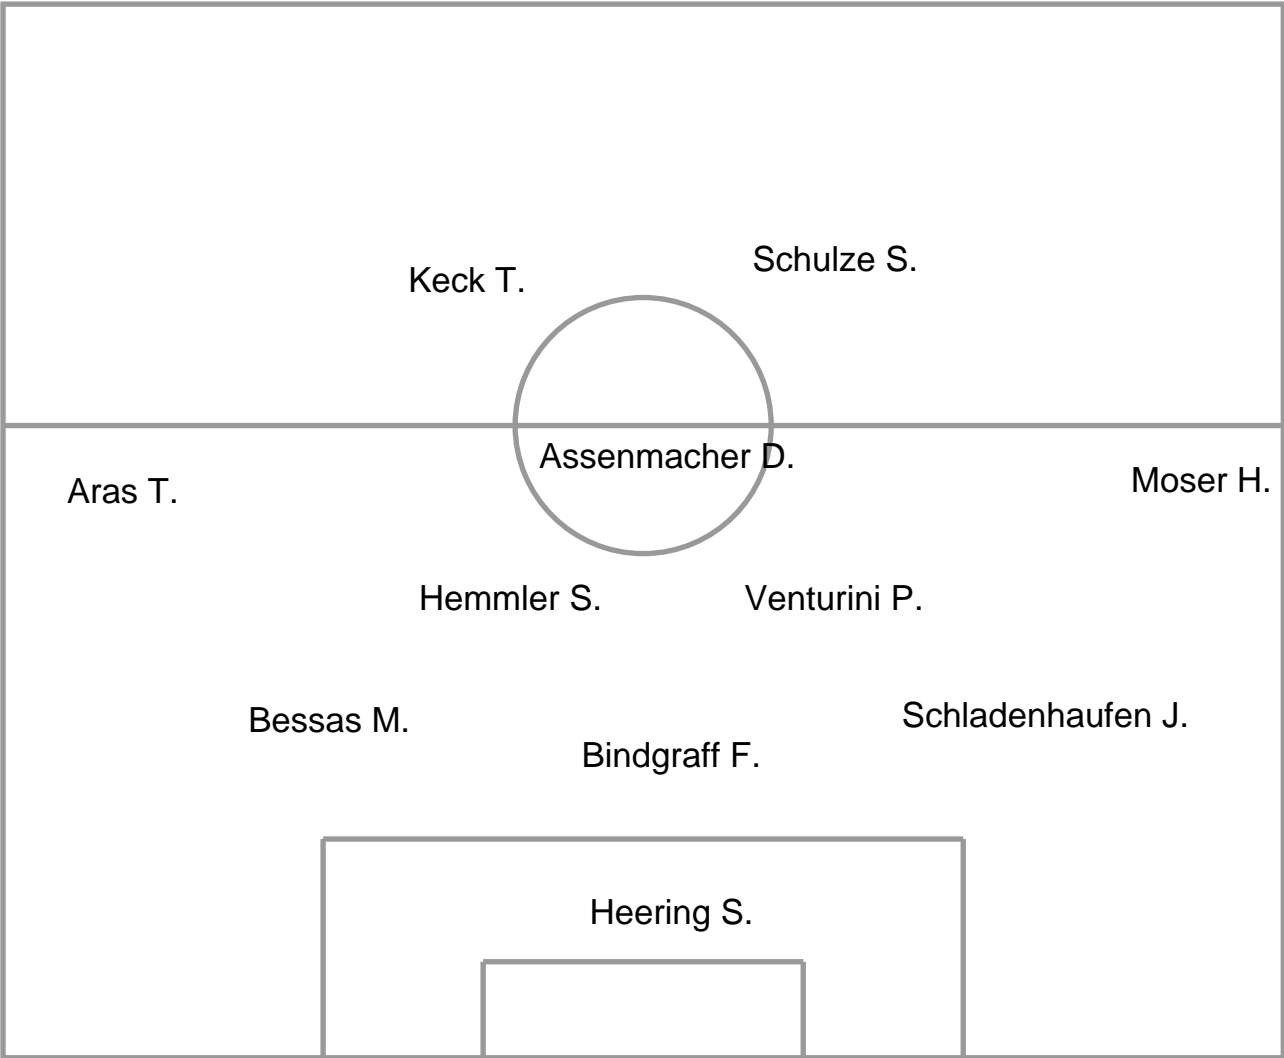 Schulze S.
Keck T.
Assenmacher D.
Moser H.
Aras T.
Hemmler S.
Venturini P.
Schladenhaufen J.
Bessas M.
Bindgraff F.
Heering S.